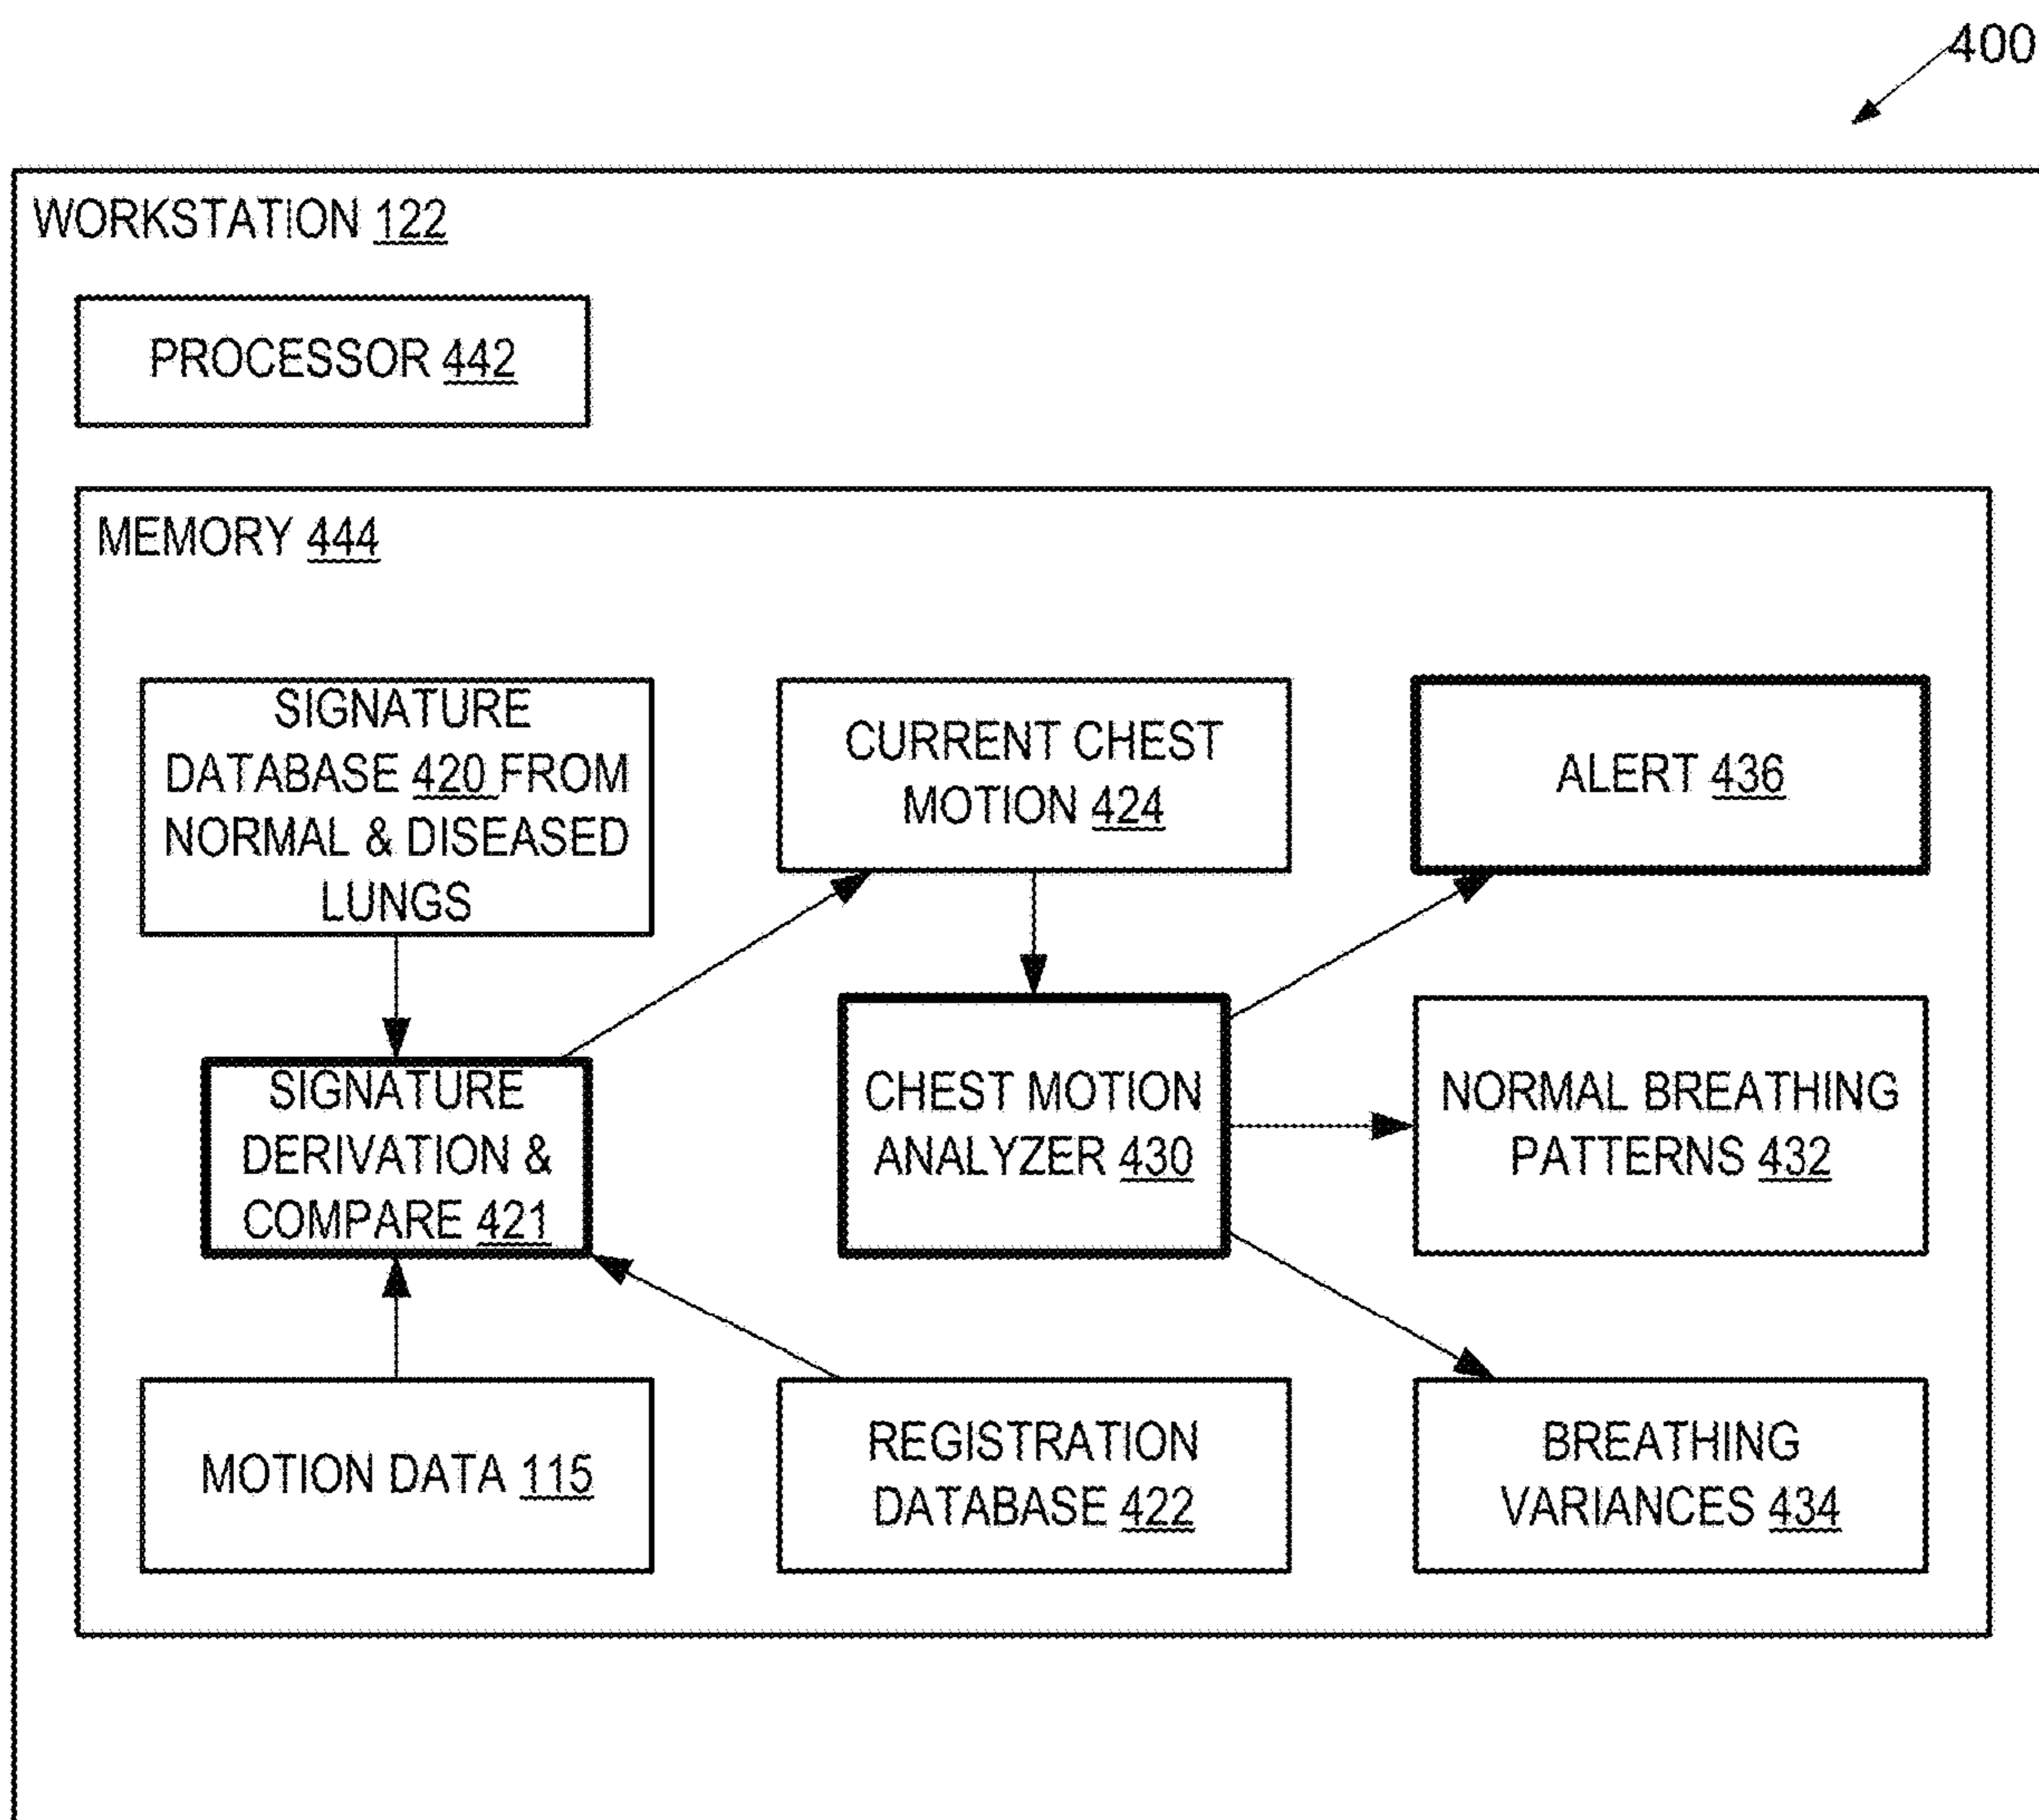 400
WORKSTATION 122
PROCESSOR 442
MEMORY 444
SIGNATURE
DATABASE 420 FROM
NORMAL & DISEASED
LUNGS
CURRENT CHEST
MOTION 424
ALERT 436
SIGNATURE
DERIVATION &
COMPARE 421
CHEST MOTION
ANALYZER 430
NORMAL BREATHING
PATTERNS 432
MOTION DATA 115
REGISTRATION
DATABASE 422
BREATHING
VARIANCES 434